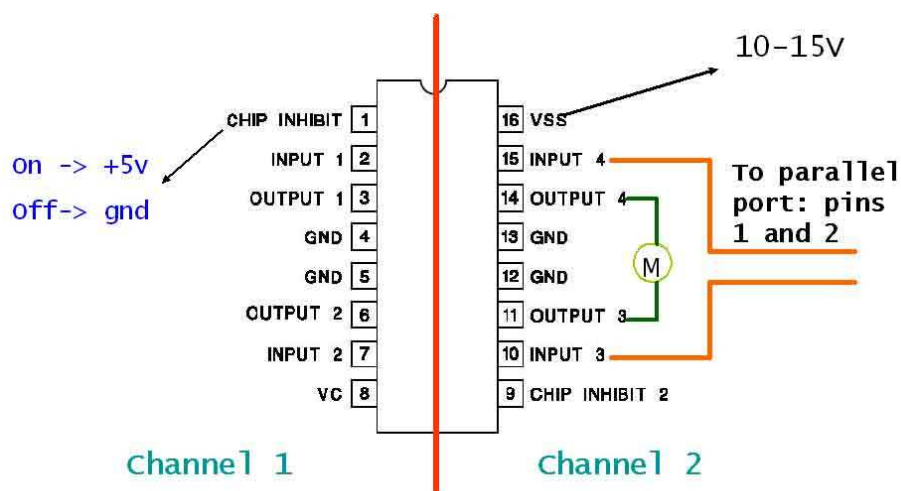 10-15V
CHIP INHIBIT 1
16 VSS
INPUT 1 2
15 INPUT 4
On -> +5v
Off-> gnd
OUTPUT 1 3
14 OUTPUT 4
To parallel
port: pins
1 and 2
GND 4
13 GND
M
GND 5
12 GND
OUTPUT 2 6
11 OUTPUT 3
INPUT 2 7
10 INPUT 3
VC 8
9 CHIP INHIBIT 2
Channel 1
Channel 2